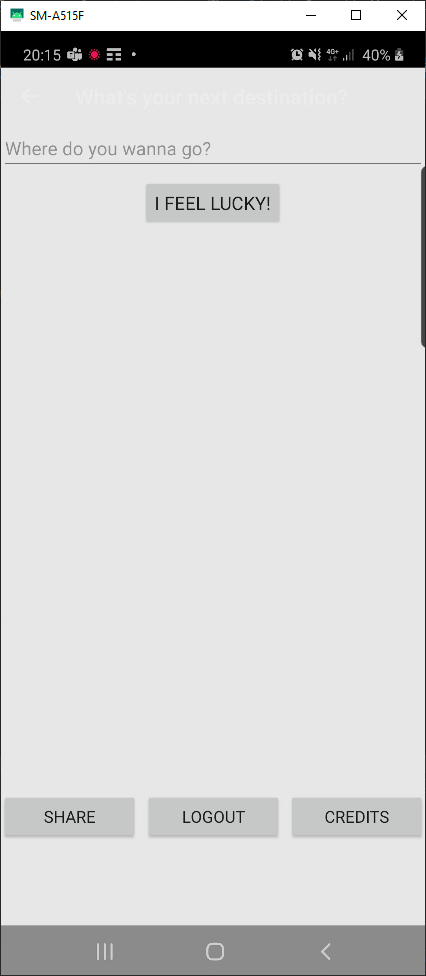 SM-A515F
20:15 4G+ 40%
What's your next destination?
Where do you wanna go?
I FEEL LUCKY!
SHARE LOGOUT CREDITS